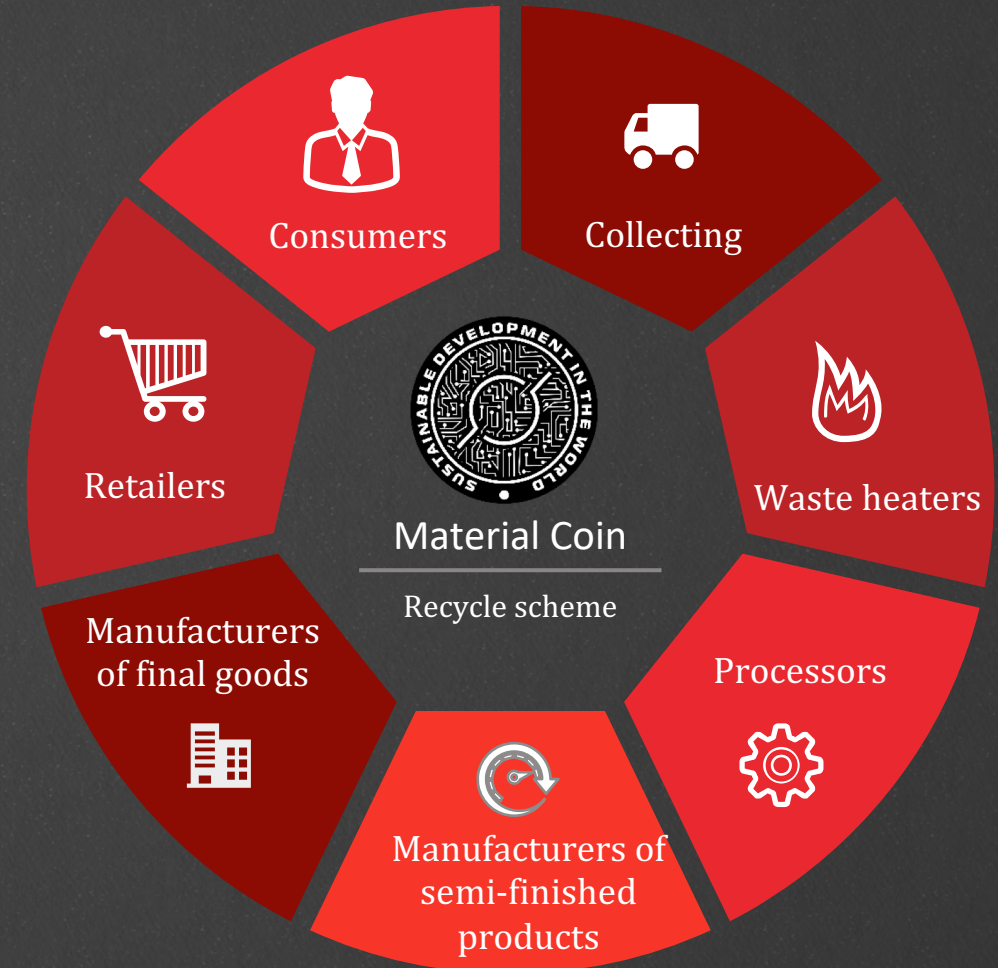 Consumers
Collecting
Retailers
Waste heaters
SUSTAINABLE DEVELOPMENT IN THE WORLD
Material Coin
Recycle scheme
Manufacturers
of final goods
Processors
Manufacturers of
semi-finished
products